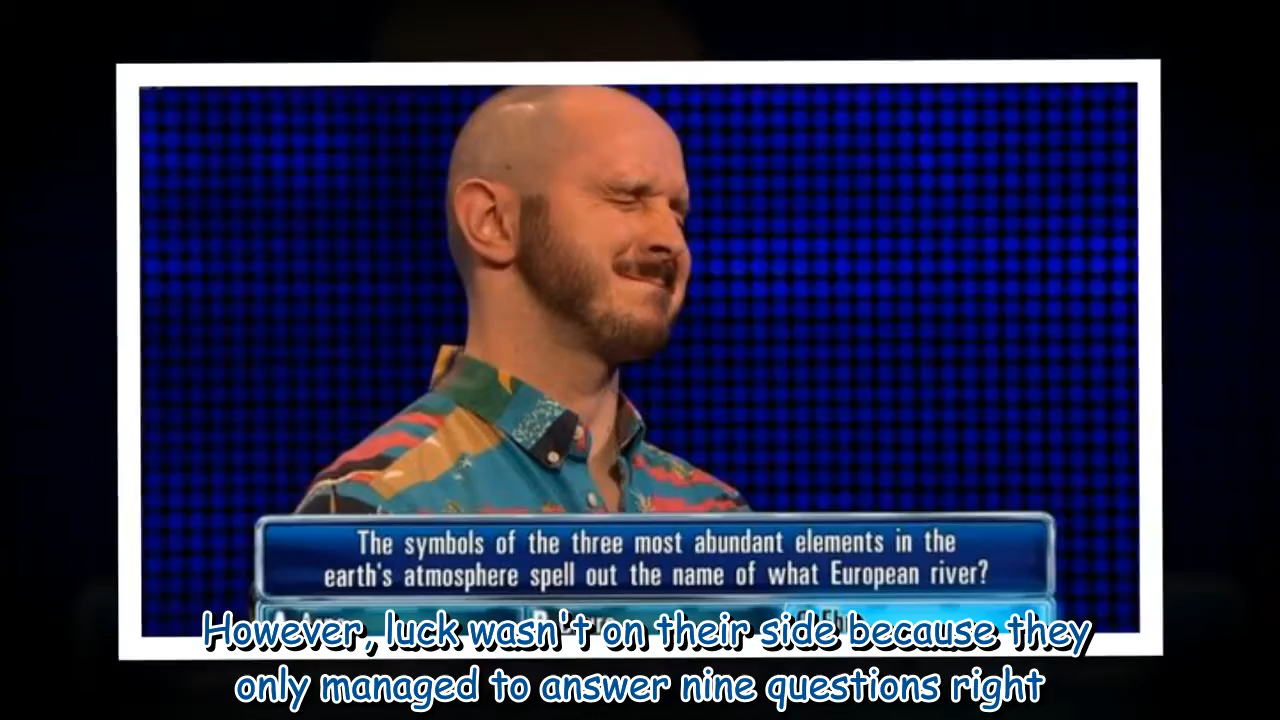 The symbols of the three most abundant elements in the
earth's atmosphere spell out the name of what European river?
However, luck wasn't on their side because they
only managed to answer nine questions right